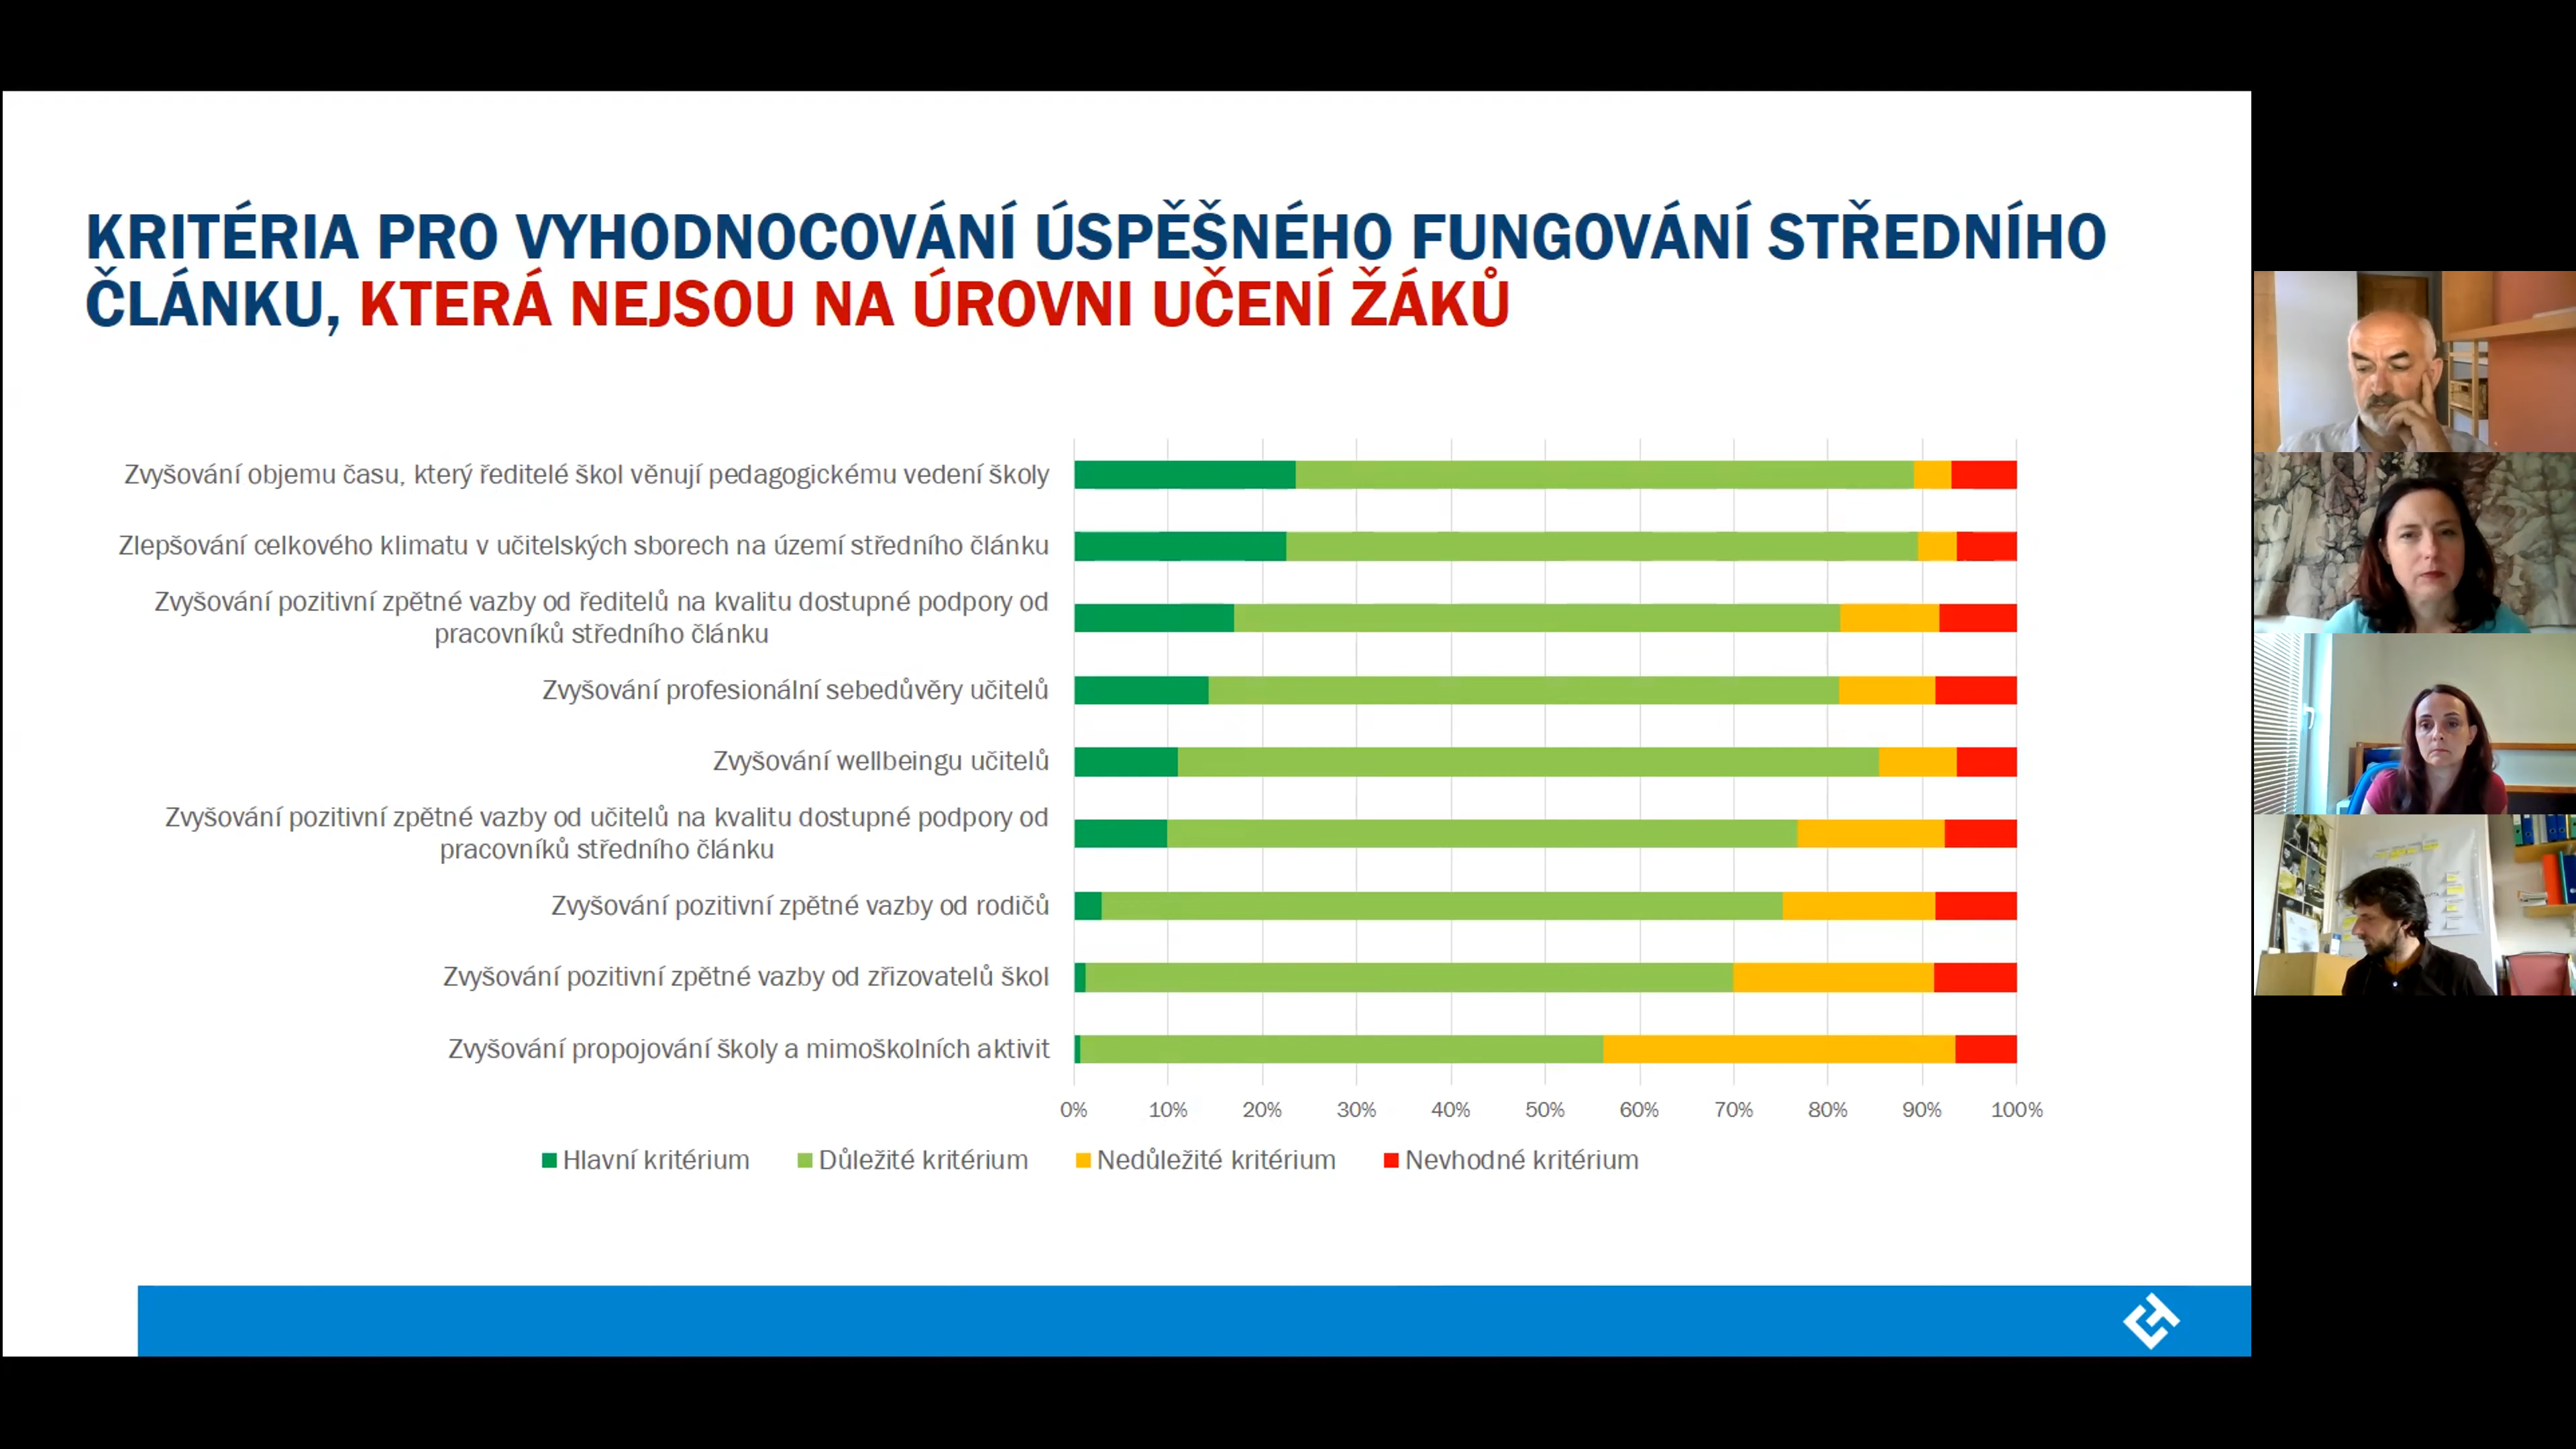 KRITÉRIA PRO VYHODNOCOVÁNÍ ÚSPĚŠNÉHO FUNGOVÁNÍ STŘEDNÍHO
ČLÁNKU, KTERÁ NEJSOU NA ÚROVNI UČENÍ ŽÁKŮ
Zvyšování objemu času, který ředitelé škol věnují pedagogickému vedení školy
Zlepšování celkového klimatu v učitelských sborech na území středního článku
Zvyšování pozitivní zpětné vazby od ředitelů na kvalitu dostupné podpory od
pracovníků středního článku
Zvyšování profesionální sebedůvěry učitelů
Zvyšování wellbeingu učitelů
Zvyšování pozitivní zpětné vazby od učitelů na kvalitu dostupné podpory od
pracovníků středního článku
Zvyšování pozitivní zpětné vazby od rodičů
Zvyšování pozitivní zpětné vazby od zřizovatelů škol
Zvyšování propojování školy a mimoškolních aktivit
0% 10% 20% 30% 40% 50% 60% 70% 80% 90% 100%
Hlavní kritérium Důležité kritérium Nedůležité kritérium Nevhodné kritérium